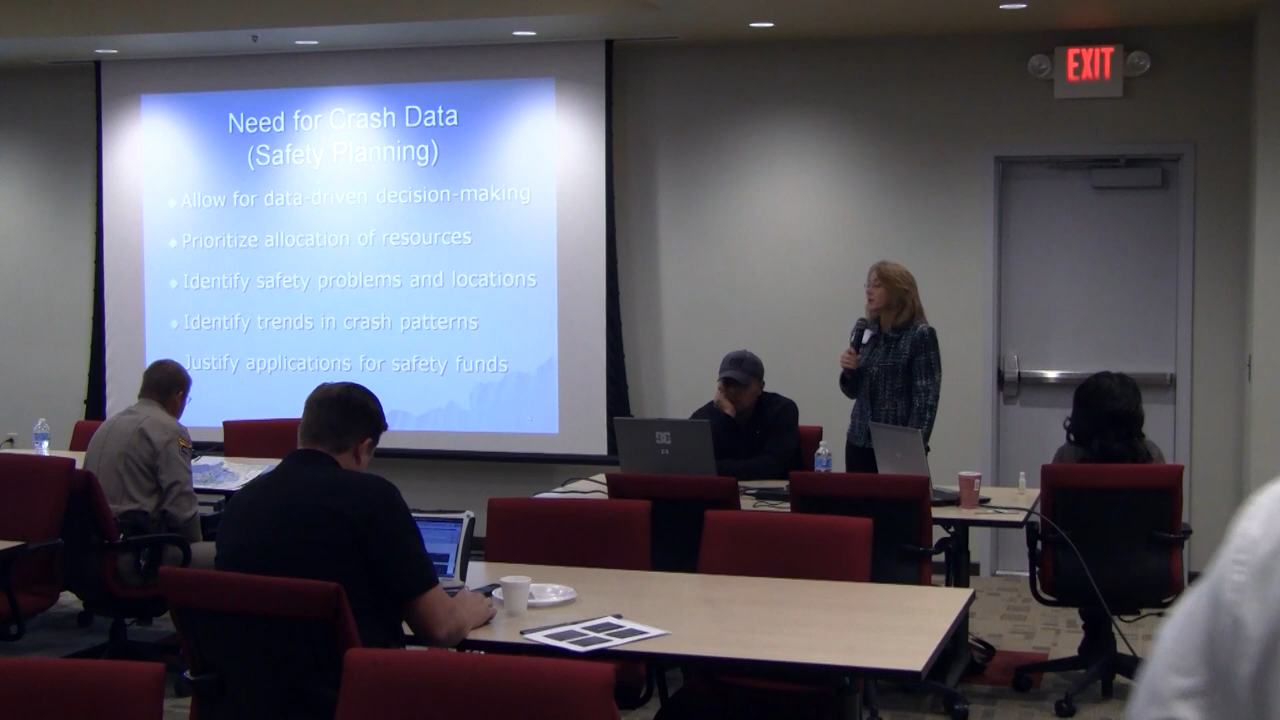 Need for Crash Data
(Safety Planning)
Allow for data-driven decision-making
Prioritize allocation of resources
Identify safety problems and locations
Identify trends in crash patterns
Justify applications for safety funds
EXIT
DC